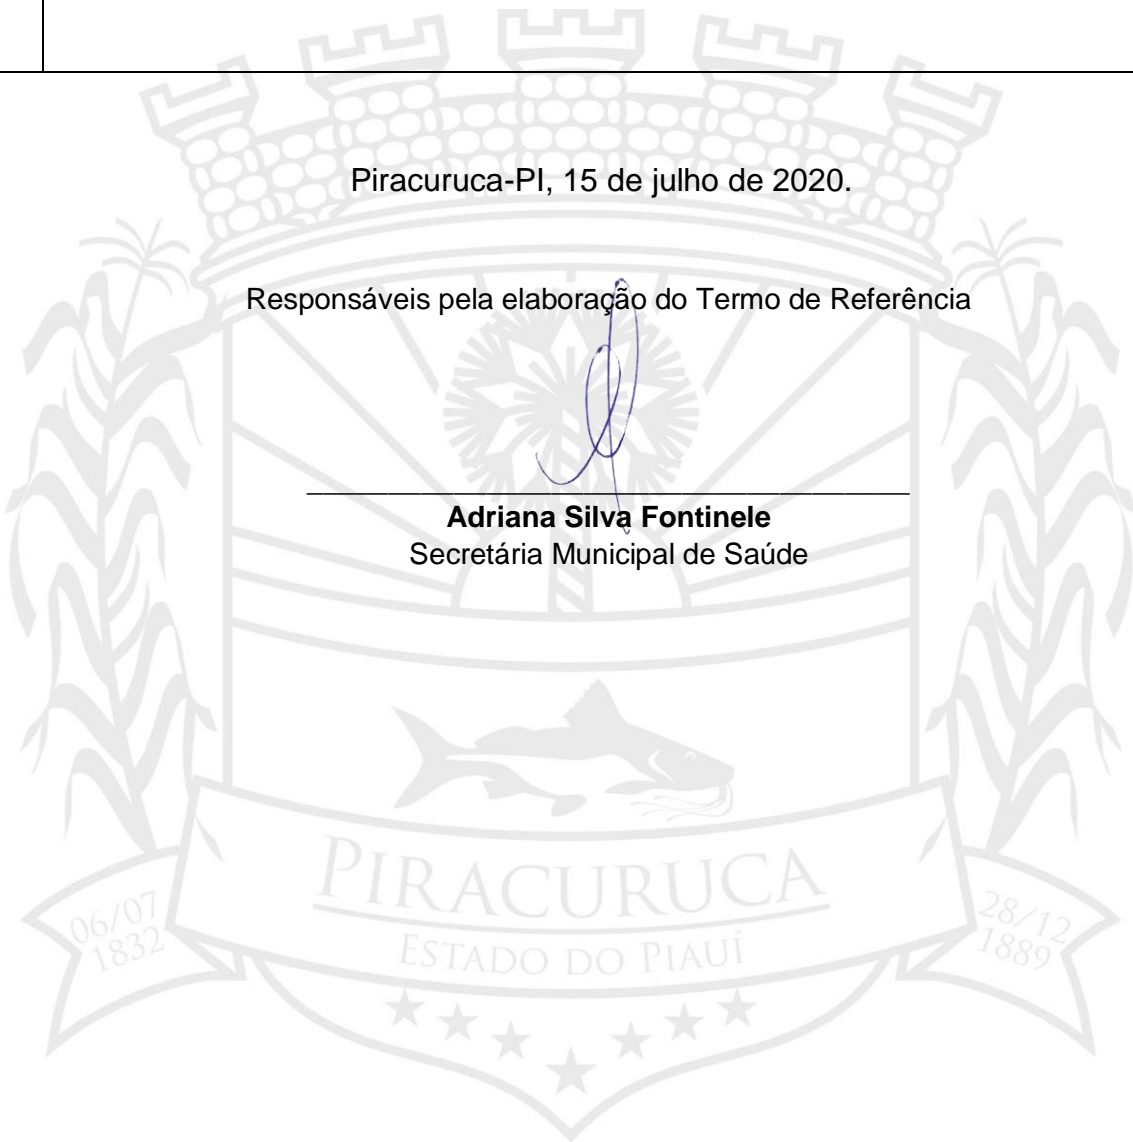 Piracuruca-PI, 15 de julho de 2020.
Responsáveis pela elaboração do Termo de Referência
Adriana Silva Fontinele
Secretária Municipal de Saúde
PIRACURUCA
ESTADO DO PIAUÍ
06/07
1832
28/12
1889